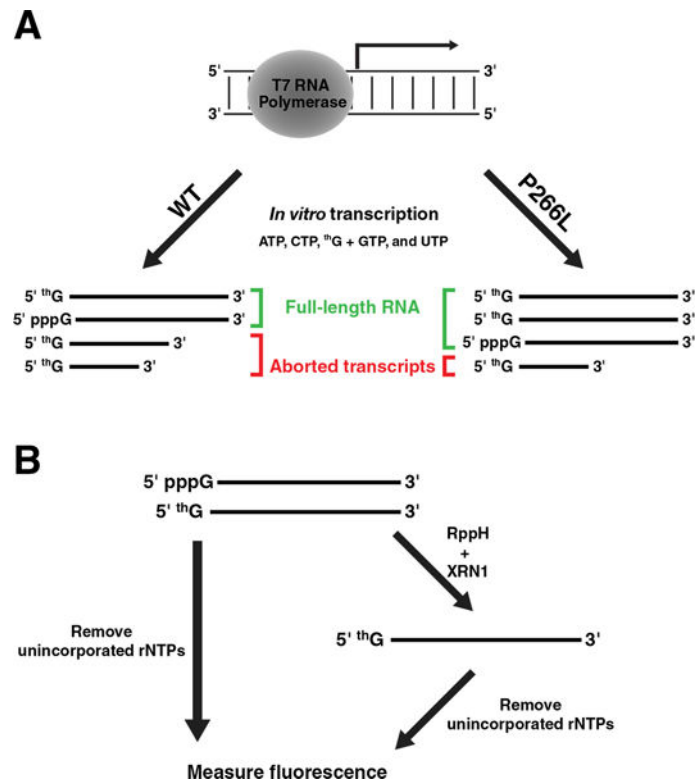 A
5' 3'
T7 RNA
Polymerase
3' 5'
WT
P266L
In vitro transcription
ATP, CTP, thG + GTP, and UTP
5' thG 3'
5' pppG 3'
5' thG 3'
5' thG 3'
Full-length RNA
Aborted transcripts
5' thG 3'
5' thG 3'
5' pppG 3'
5' thG 3'
B
5' pppG 3'
5' thG 3'
RppH
+
XRN1
Remove
unincorporated rNTPs
5' thG 3'
Remove
unincorporated rNTPs
Measure fluorescence